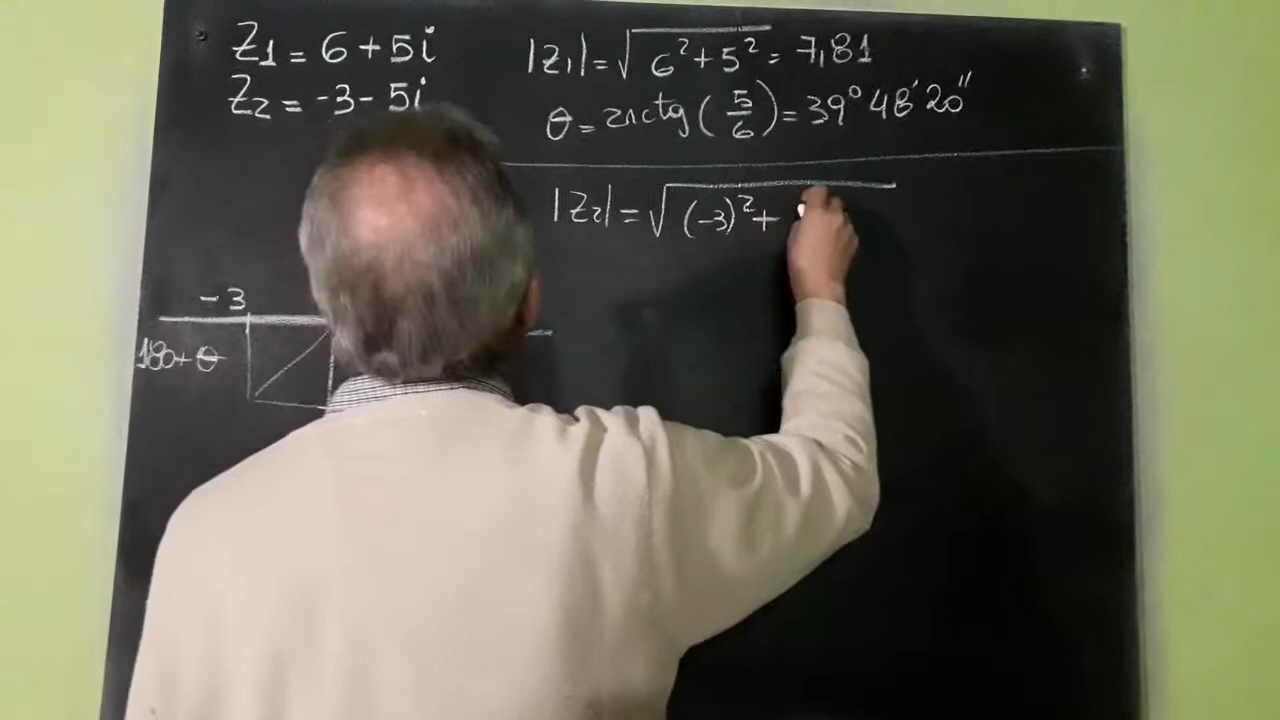 Z1 = 6 + 5i
Z2 = -3 - 5i
|Z1| = √6² + 5² = 7,81
θ = arctg ( 5/6 ) = 39° 48' 20"
|Z2| = √(-3)² +
-3
180 + θ